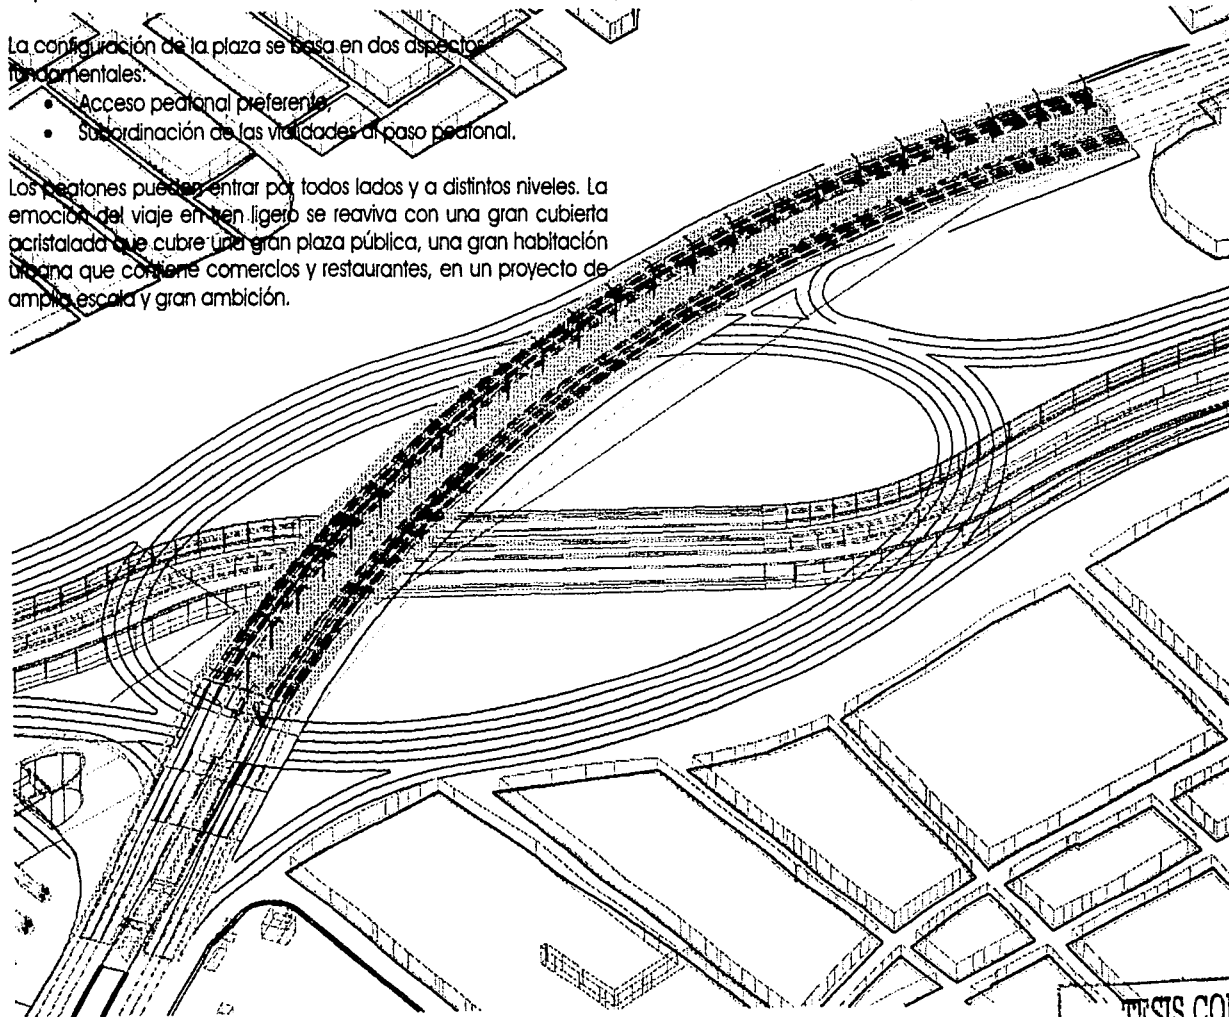 La configuración de la plaza se basa en dos aspectos
fundamentales:
• Acceso peatonal preferente,
• Subordinación de las vialidades al paso peatonal.
Los peatones pueden entrar por todos lados y a distintos niveles. La
emoción del viaje en tren ligero se reaviva con una gran cubierta
acristalada que cubre una gran plaza pública, una gran habitación
urbana que contiene comercios y restaurantes, en un proyecto de
amplia escala y gran ambición.
TESIS